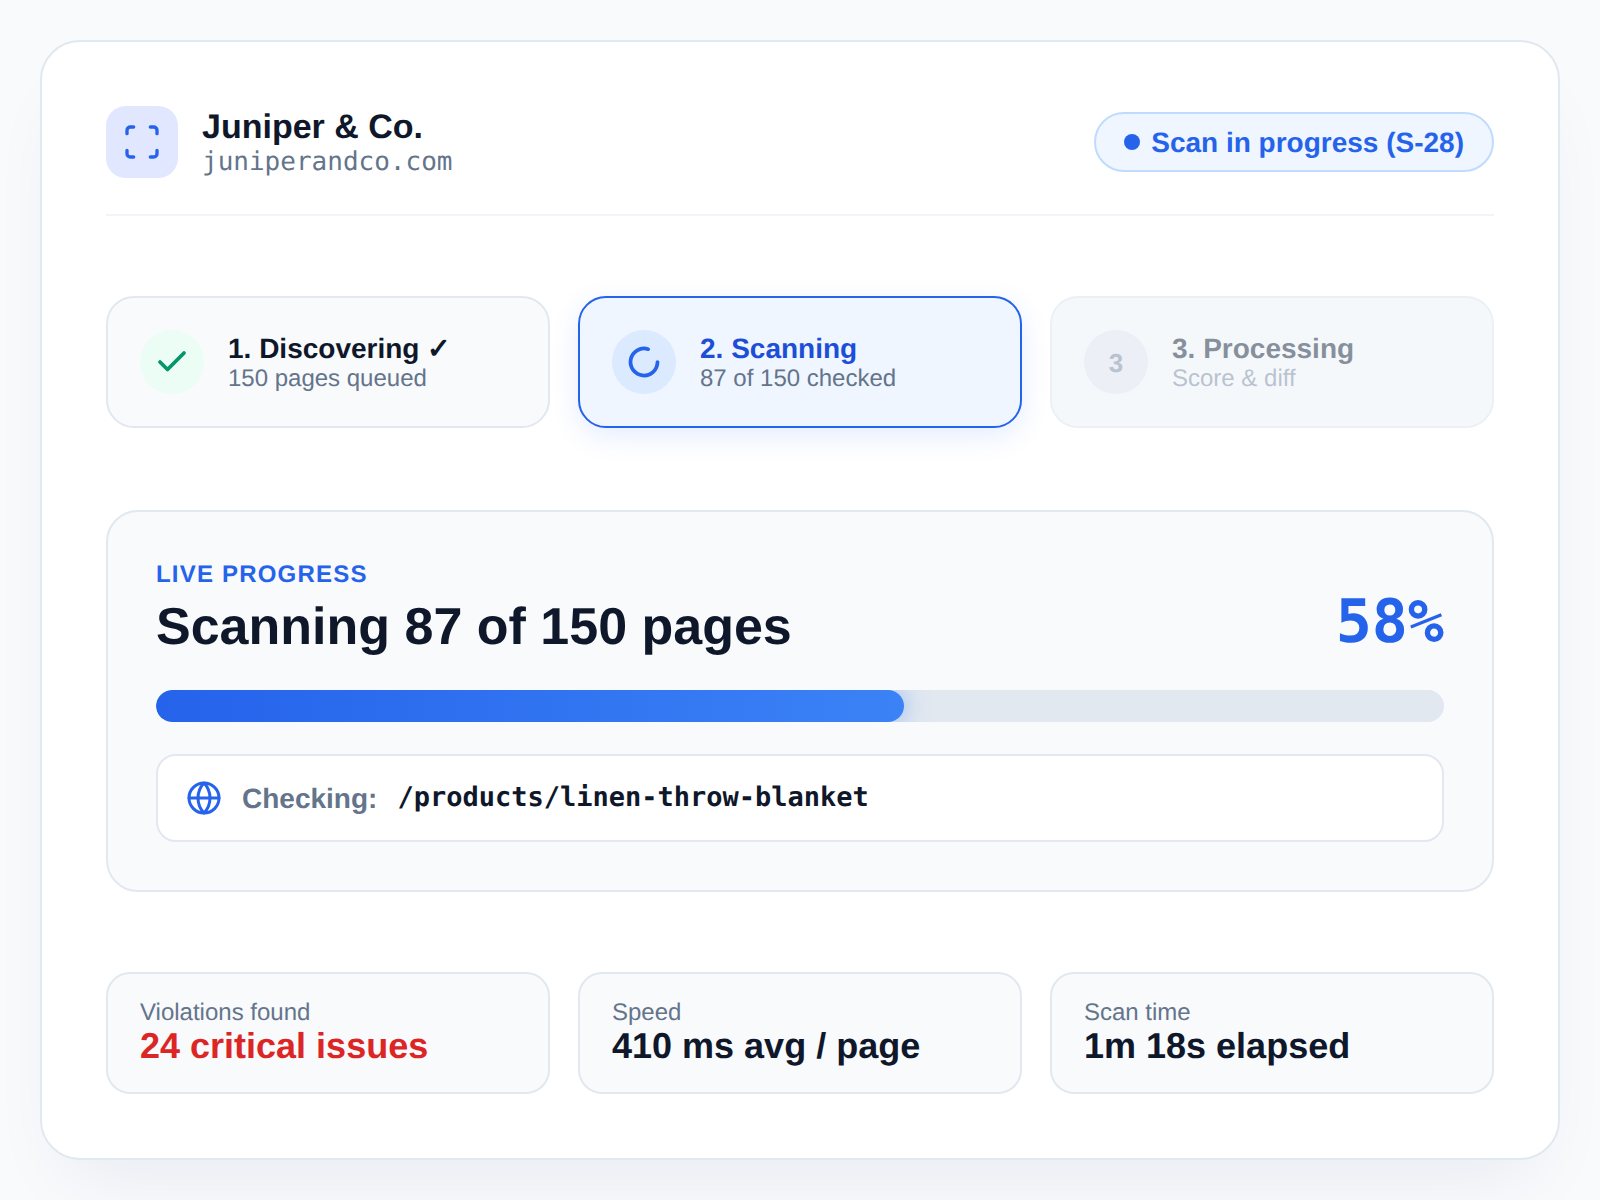 Juniper & Co.
juniperandco.com
Scan in progress (S-28)
1. Discovering ✓
150 pages queued
2. Scanning
87 of 150 checked
3
3. Processing
Score & diff
LIVE PROGRESS
Scanning 87 of 150 pages
58%
Checking: /products/linen-throw-blanket
Violations found
24 critical issues
Speed
410 ms avg / page
Scan time
1m 18s elapsed